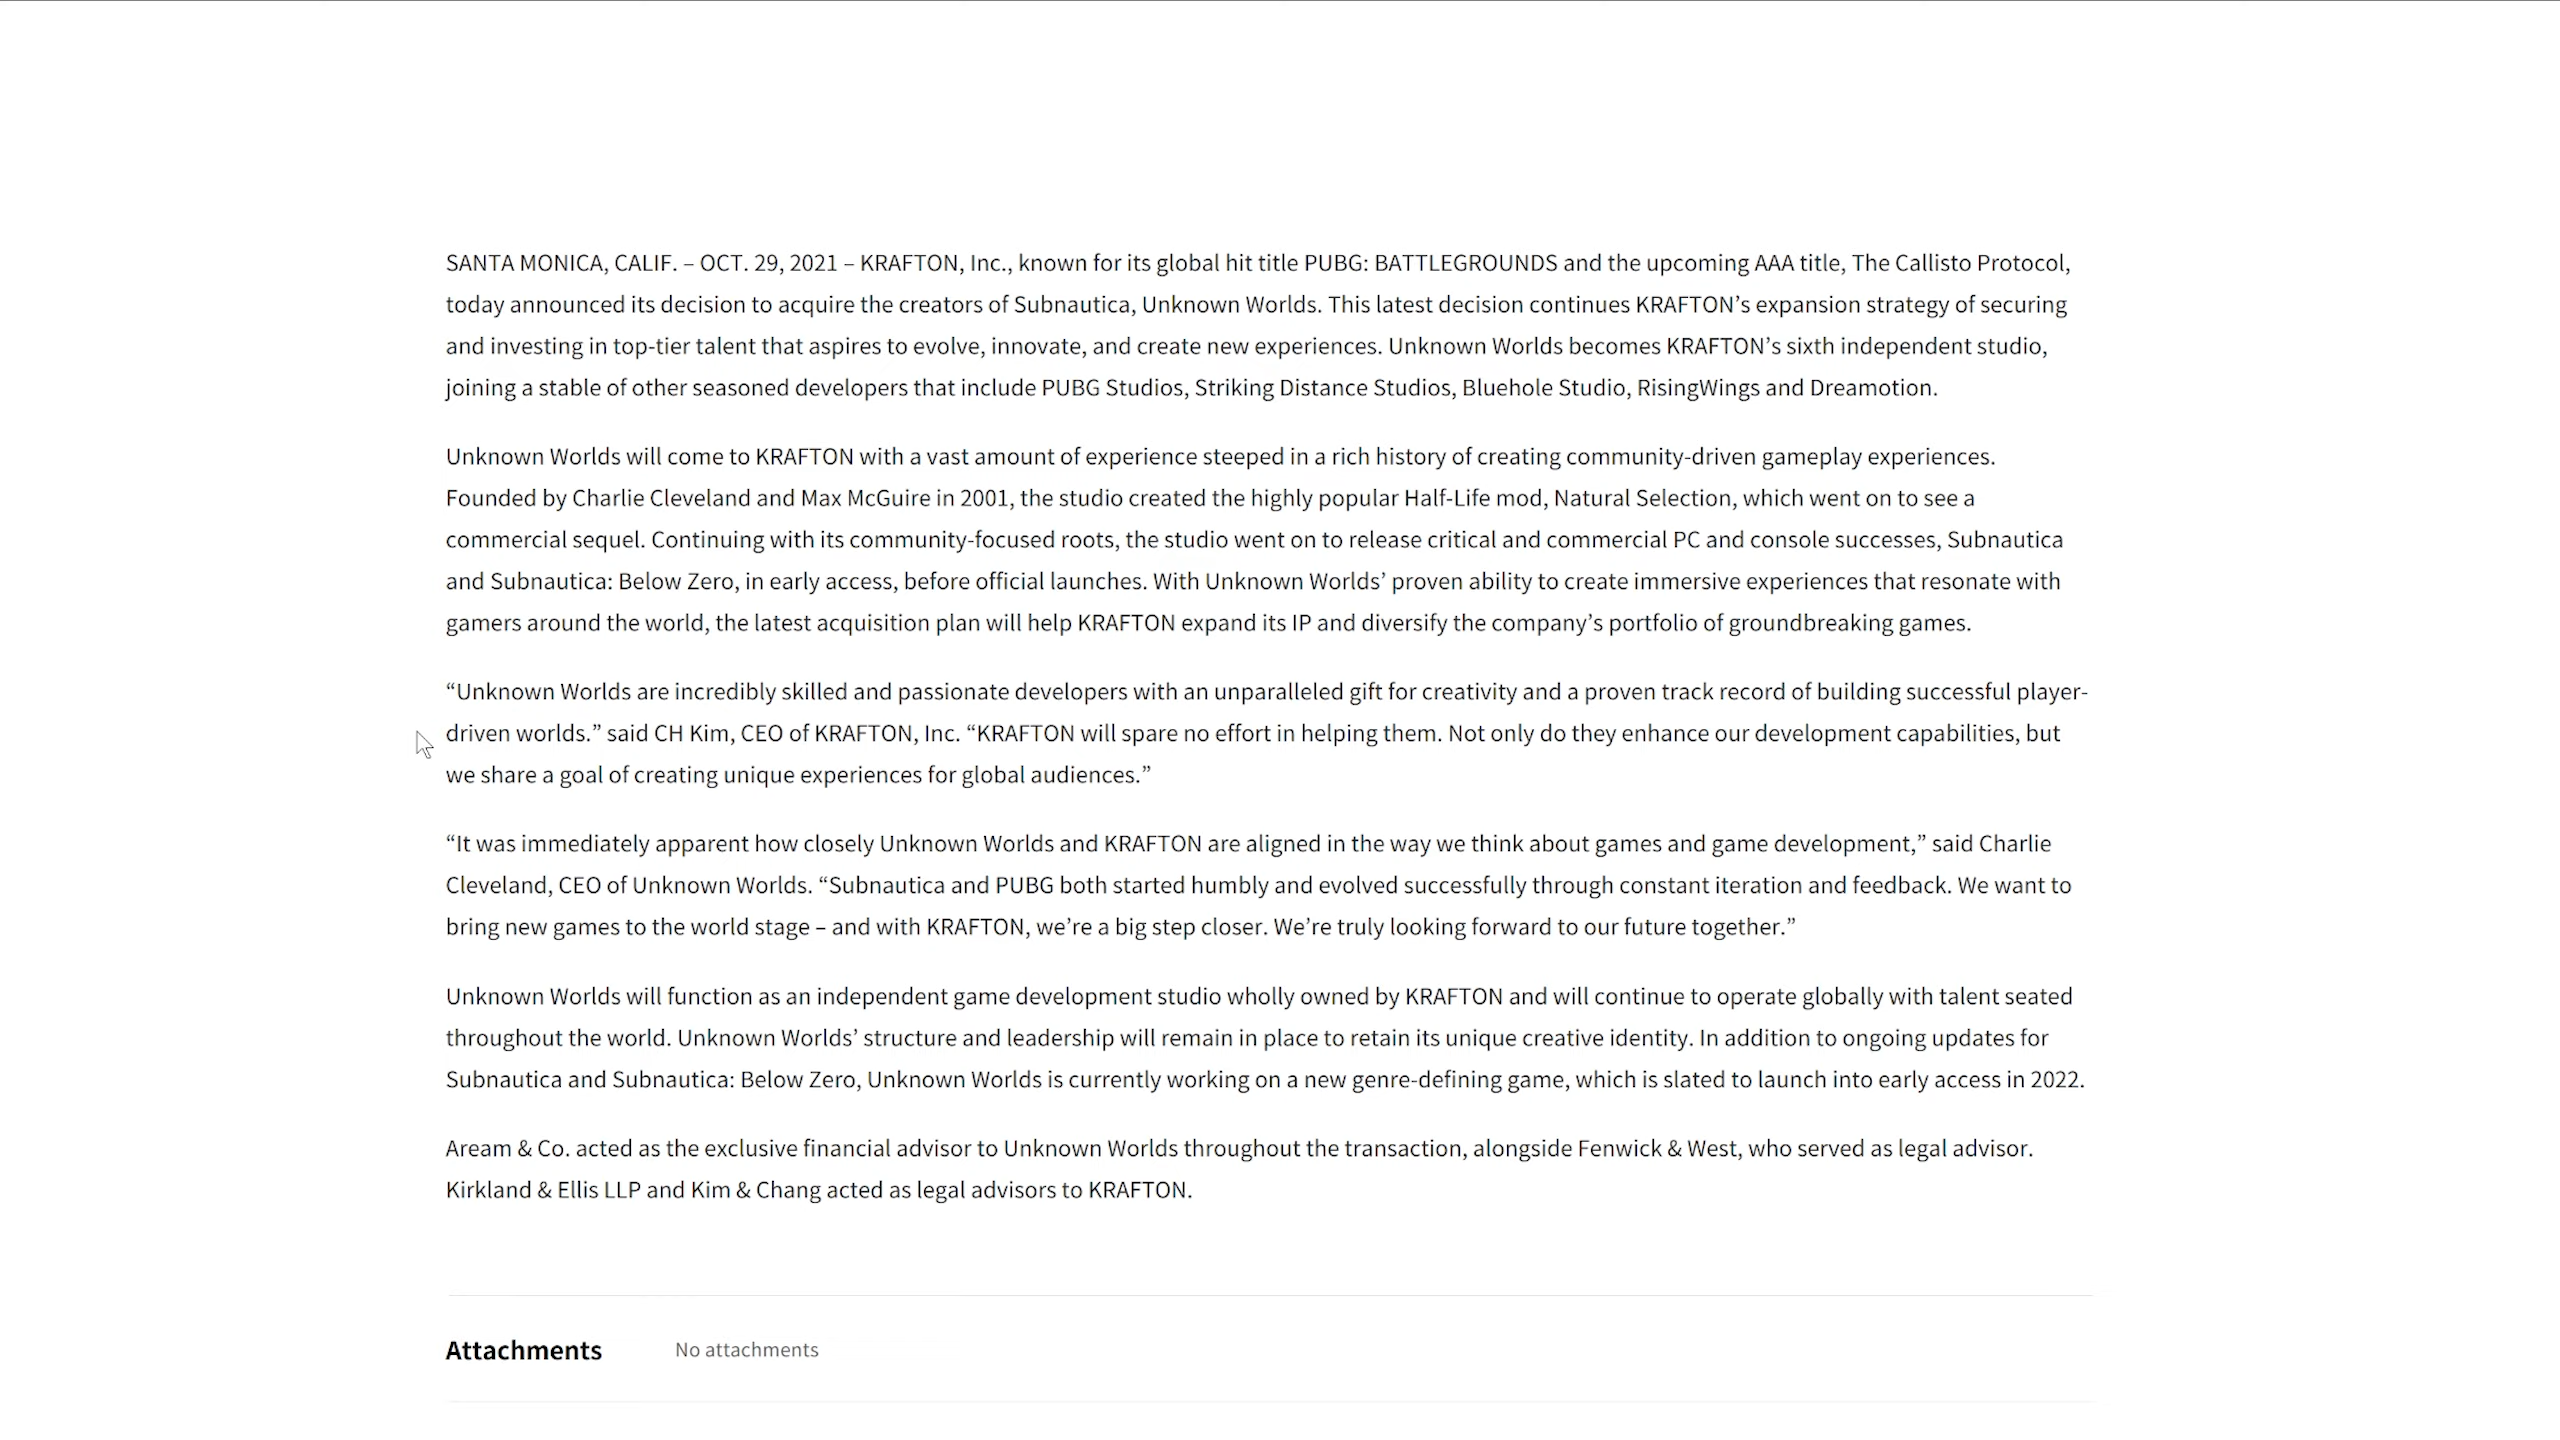 SANTA MONICA, CALIF. – OCT. 29, 2021 – KRAFTON, Inc., known for its global hit title PUBG: BATTLEGROUNDS and the upcoming AAA title, The Callisto Protocol,
today announced its decision to acquire the creators of Subnautica, Unknown Worlds. This latest decision continues KRAFTON’s expansion strategy of securing
and investing in top-tier talent that aspires to evolve, innovate, and create new experiences. Unknown Worlds becomes KRAFTON’s sixth independent studio,
joining a stable of other seasoned developers that include PUBG Studios, Striking Distance Studios, Bluehole Studio, RisingWings and Dreamotion.
Unknown Worlds will come to KRAFTON with a vast amount of experience steeped in a rich history of creating community-driven gameplay experiences.
Founded by Charlie Cleveland and Max McGuire in 2001, the studio created the highly popular Half-Life mod, Natural Selection, which went on to see a
commercial sequel. Continuing with its community-focused roots, the studio went on to release critical and commercial PC and console successes, Subnautica
and Subnautica: Below Zero, in early access, before official launches. With Unknown Worlds’ proven ability to create immersive experiences that resonate with
gamers around the world, the latest acquisition plan will help KRAFTON expand its IP and diversify the company’s portfolio of groundbreaking games.
“Unknown Worlds are incredibly skilled and passionate developers with an unparalleled gift for creativity and a proven track record of building successful player-
driven worlds.” said CH Kim, CEO of KRAFTON, Inc. “KRAFTON will spare no effort in helping them. Not only do they enhance our development capabilities, but
we share a goal of creating unique experiences for global audiences.”
“It was immediately apparent how closely Unknown Worlds and KRAFTON are aligned in the way we think about games and game development,” said Charlie
Cleveland, CEO of Unknown Worlds. “Subnautica and PUBG both started humbly and evolved successfully through constant iteration and feedback. We want to
bring new games to the world stage – and with KRAFTON, we’re a big step closer. We’re truly looking forward to our future together.”
Unknown Worlds will function as an independent game development studio wholly owned by KRAFTON and will continue to operate globally with talent seated
throughout the world. Unknown Worlds’ structure and leadership will remain in place to retain its unique creative identity. In addition to ongoing updates for
Subnautica and Subnautica: Below Zero, Unknown Worlds is currently working on a new genre-defining game, which is slated to launch into early access in 2022.
Aream & Co. acted as the exclusive financial advisor to Unknown Worlds throughout the transaction, alongside Fenwick & West, who served as legal advisor.
Kirkland & Ellis LLP and Kim & Chang acted as legal advisors to KRAFTON.
Attachments No attachments